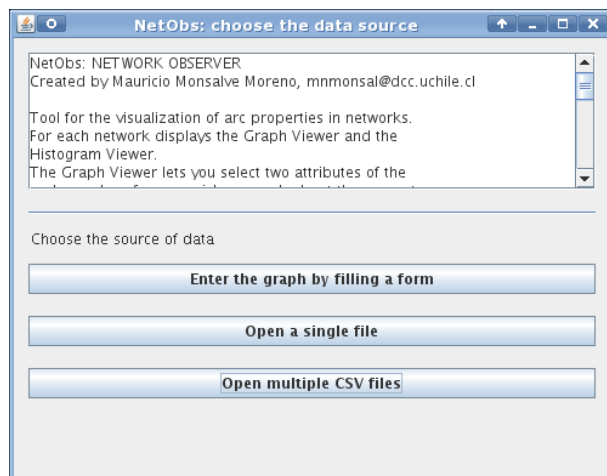 NetObs: choose the data source
NetObs: NETWORK OBSERVER
Created by Mauricio Monsalve Moreno, mnmonsal@dcc.uchile.cl
Tool for the visualization of arc properties in networks.
For each network displays the Graph Viewer and the
Histogram Viewer.
The Graph Viewer lets you select two attributes of the
Choose the source of data
Enter the graph by filling a form
Open a single file
Open multiple CSV files